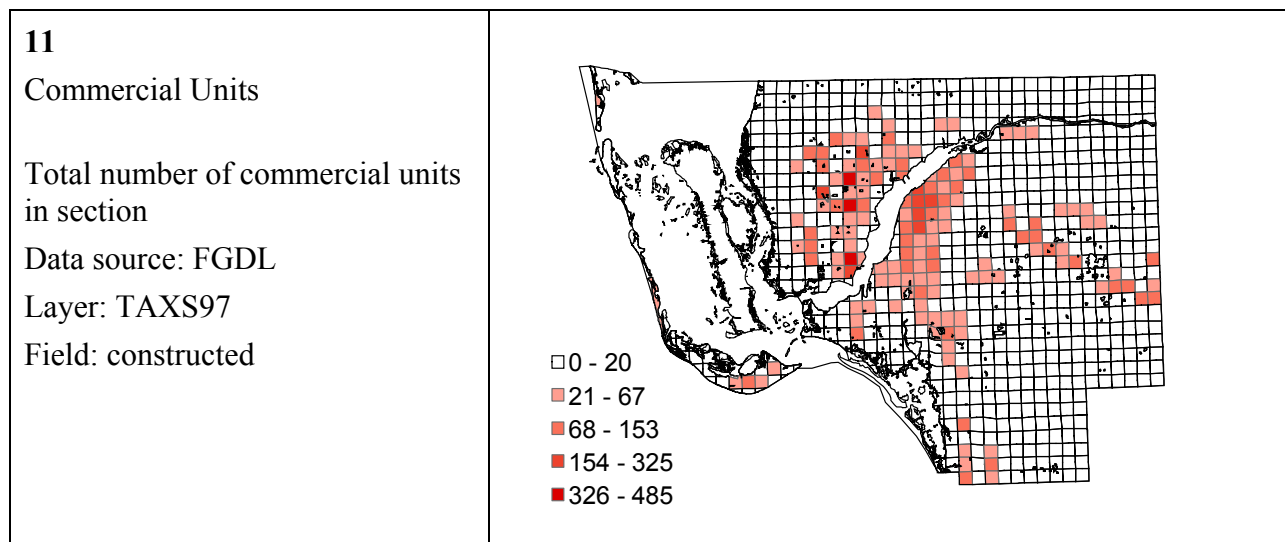 11
Commercial Units
Total number of commercial units
in section
Data source: FGDL
Layer: TAXS97
Field: constructed
0 - 20
21 - 67
68 - 153
154 - 325
326 - 485